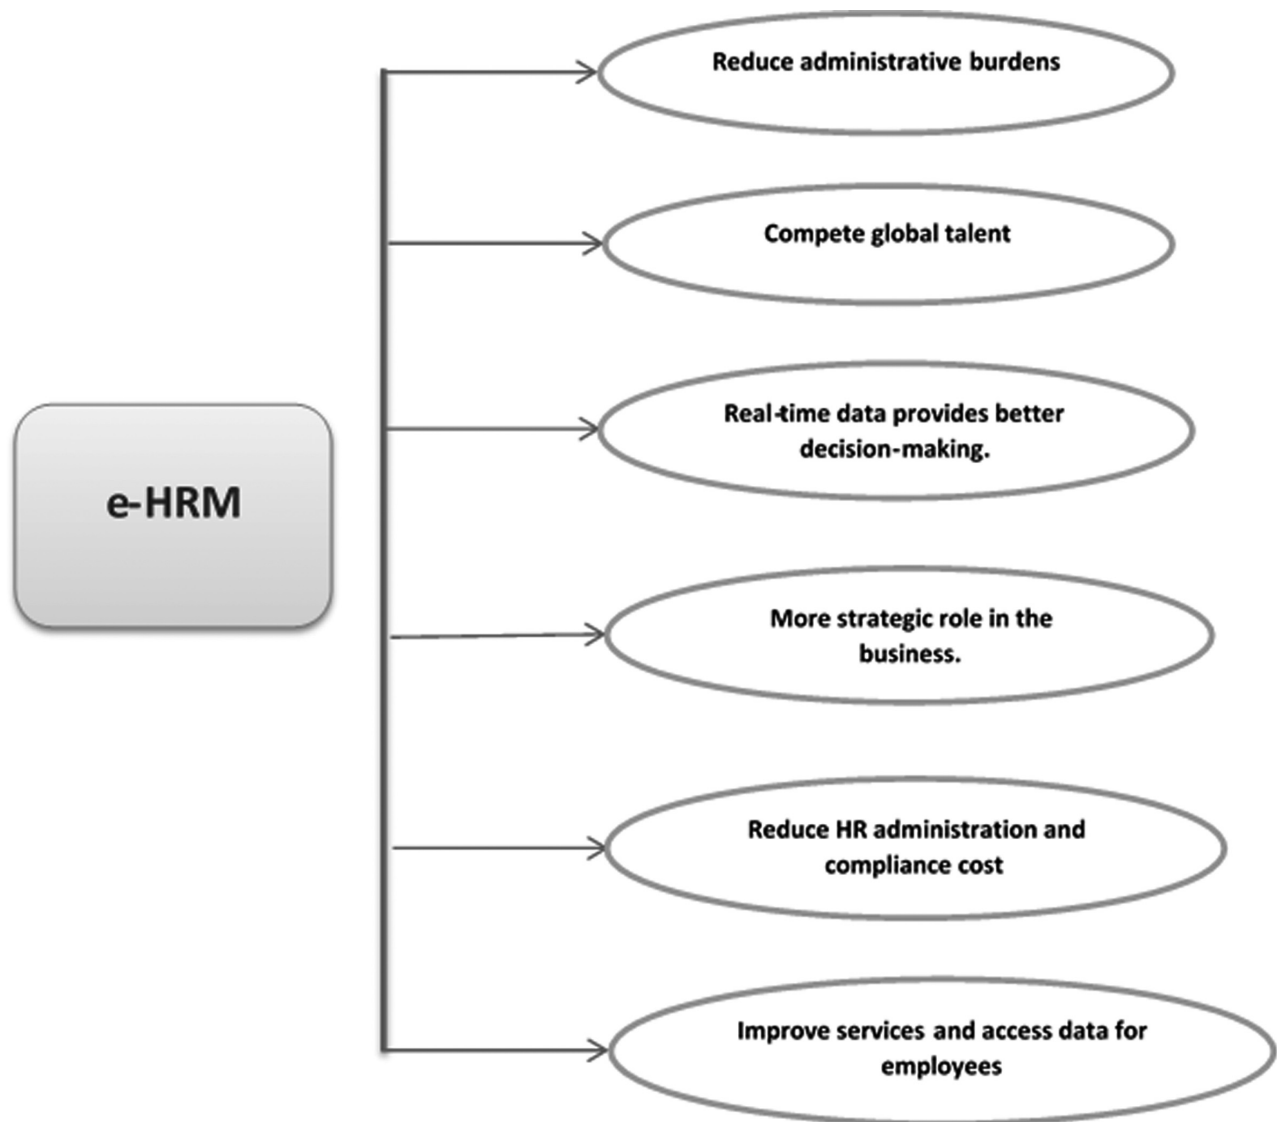 Reduce administrative burdens
Compete global talent
Real-time data provides better
decision-making.
e-HRM
More strategic role in the
business.
Reduce HR administration and
compliance cost
Improve services and access data for
employees